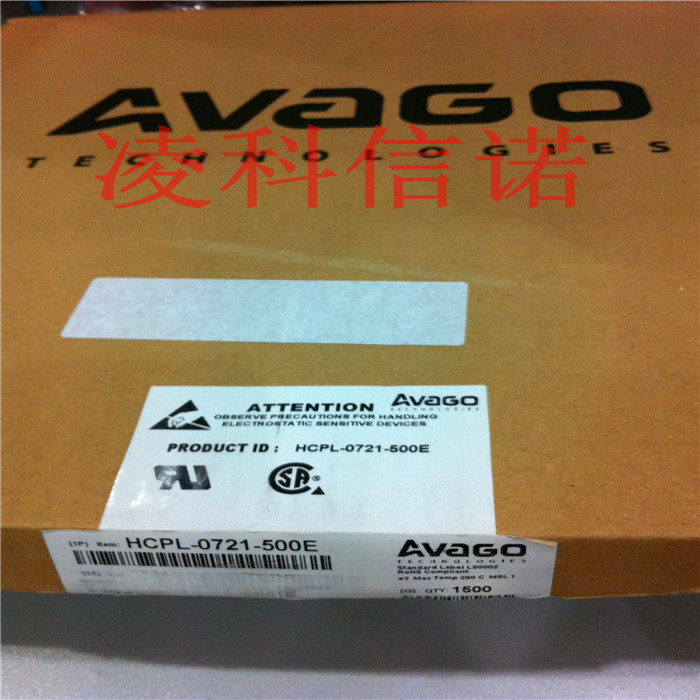 AVAGO
TECHNOLOGIES
凌科信诺
ATTENTION
OBSERVE PRECAUTIONS FOR HANDLING
ELECTROSTATIC SENSITIVE DEVICES
AVAGO
TECHNOLOGIES
PRODUCT ID : HCPL-0721-500E
SA
(1P) Item: HCPL-0721-500E
AVAGO
TECHNOLOGIES
Standard Label LS0002
RoHS Compliant
e3 Max Temp 260 C MSL 1
(Q) QTY: 1500